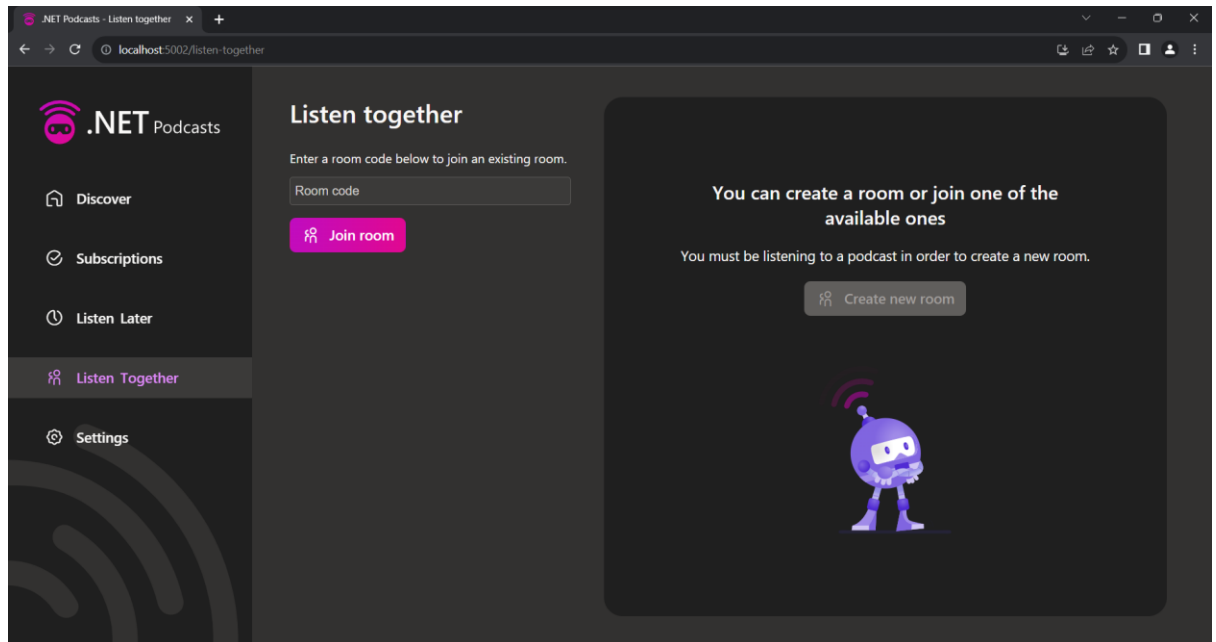 .NET Podcasts - Listen together
localhost:5002/listen-together
.NET Podcasts
Discover
Subscriptions
Listen Later
Listen Together
Settings
Listen together
Enter a room code below to join an existing room.
Room code
Join room
You can create a room or join one of the
available ones
You must be listening to a podcast in order to create a new room.
Create new room